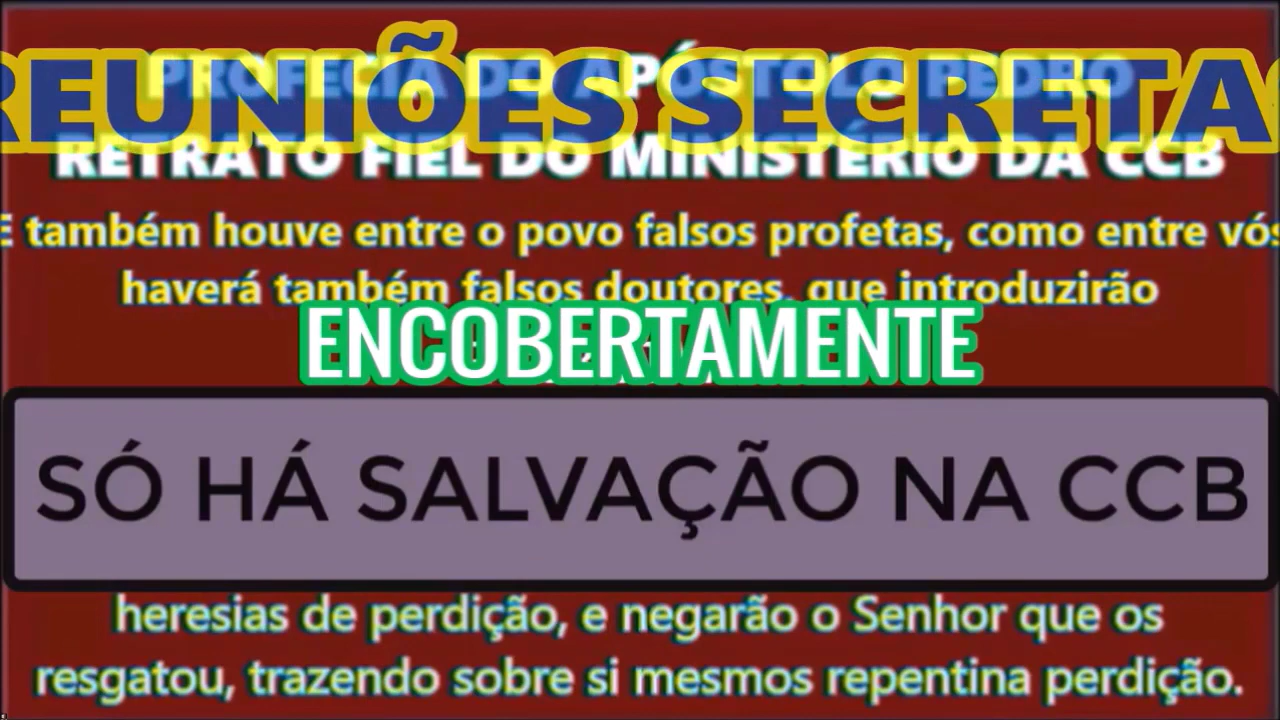 REUNIÕES SECRETA
PROFECIA DO APÓSTOLO PEDRO
RETRATO FIEL DO MINISTÉRIO DA CCB
E também houve entre o povo falsos profetas, como entre vós
haverá também falsos doutores, que introduzirão
ENCOBERTAMENTE
SÓ HÁ SALVAÇÃO NA CCB
heresias de perdição, e negarão o Senhor que os
resgatou, trazendo sobre si mesmos repentina perdição.